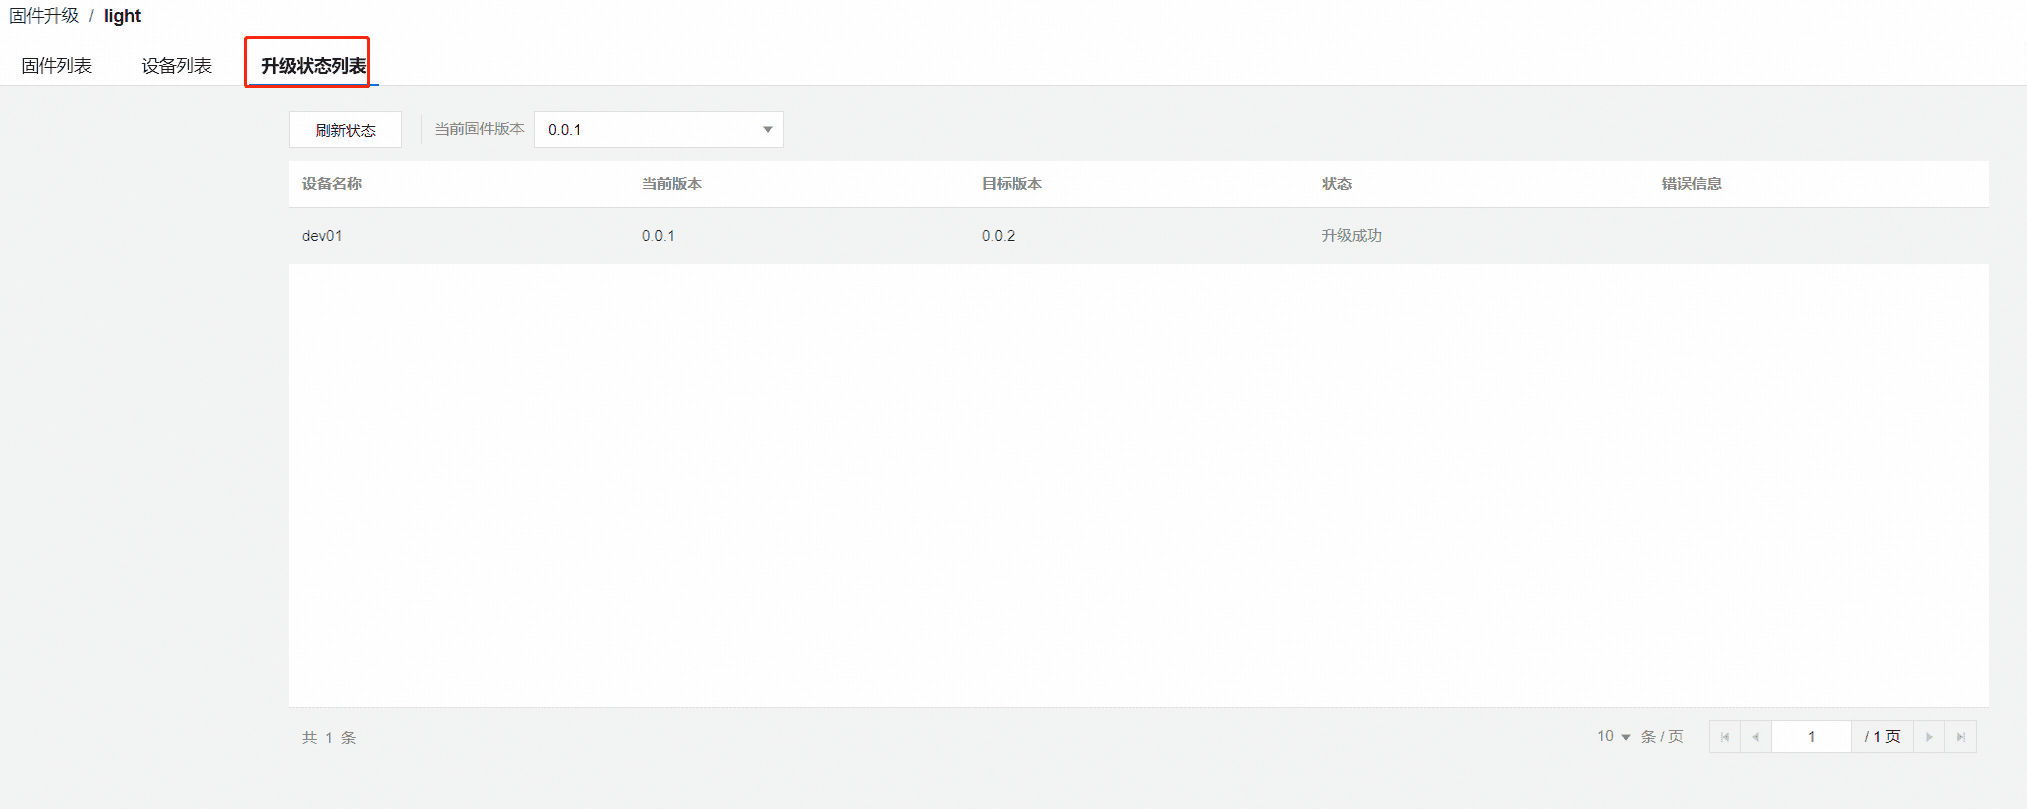 固件升级 / light
固件列表 设备列表 升级状态列表
刷新状态 当前固件版本 0.0.1
设备名称 当前版本 目标版本 状态 错误信息
dev01 0.0.1 0.0.2 升级成功
共 1 条 10 条 / 页 1 / 1 页